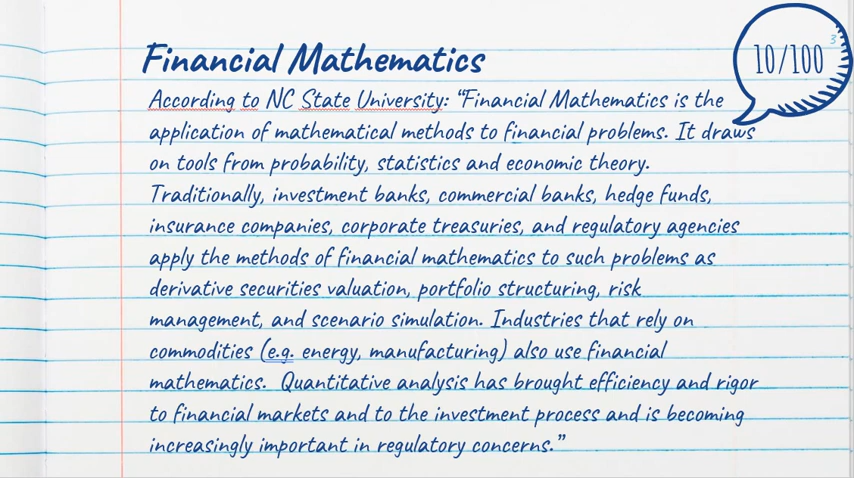 Financial Mathematics
10/100
3
According to NC State University: “Financial Mathematics is the
application of mathematical methods to financial problems. It draws
on tools from probability, statistics and economic theory.
Traditionally, investment banks, commercial banks, hedge funds,
insurance companies, corporate treasuries, and regulatory agencies
apply the methods of financial mathematics to such problems as
derivative securities valuation, portfolio structuring, risk
management, and scenario simulation. Industries that rely on
commodities (e.g. energy, manufacturing) also use financial
mathematics.  Quantitative analysis has brought efficiency and rigor
to financial markets and to the investment process and is becoming
increasingly important in regulatory concerns.”